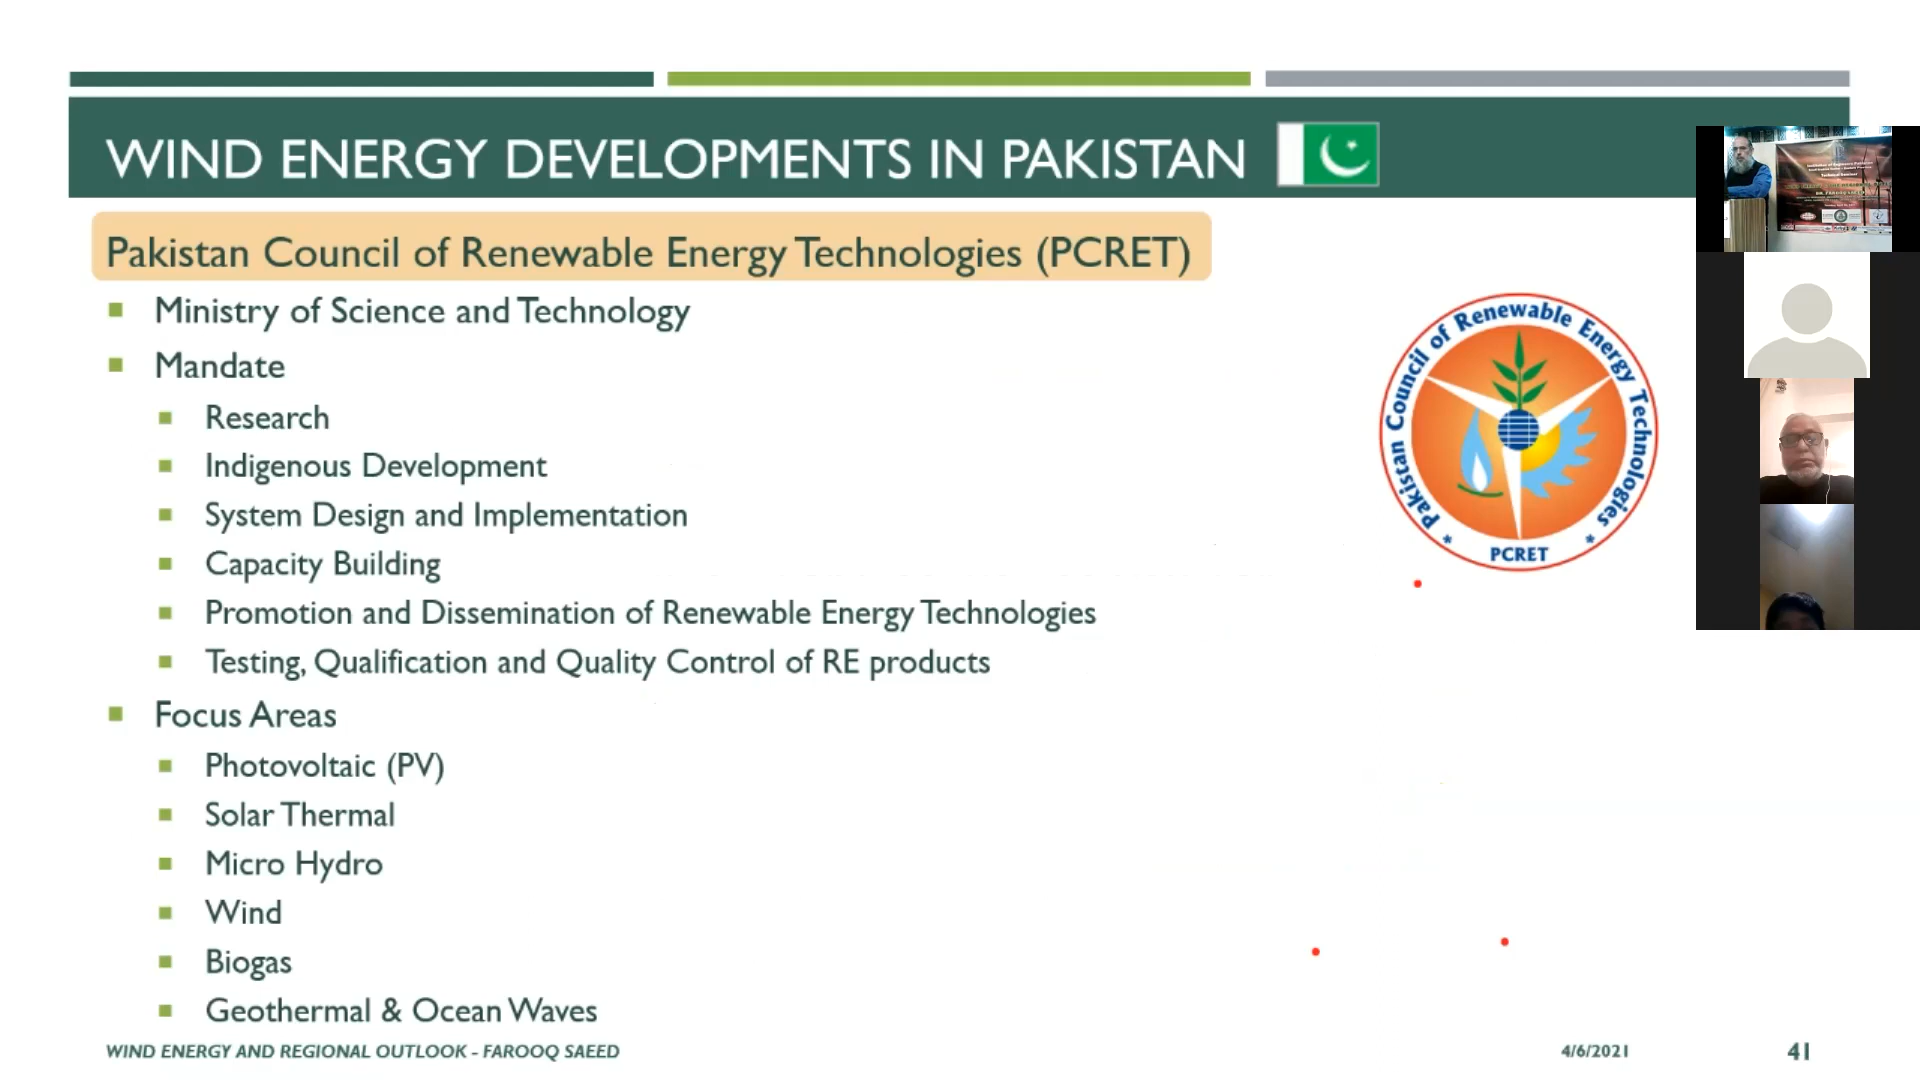 WIND ENERGY DEVELOPMENTS IN PAKISTAN
Pakistan Council of Renewable Energy Technologies (PCRET)
Ministry of Science and Technology
Mandate
Research
Indigenous Development
System Design and Implementation
Capacity Building
Promotion and Dissemination of Renewable Energy Technologies
Testing, Qualification and Quality Control of RE products
Focus Areas
Photovoltaic (PV)
Solar Thermal
Micro Hydro
Wind
Biogas
Geothermal & Ocean Waves
* Pakistan Council of Renewable Energy Technologies *
PCRET
WIND ENERGY AND REGIONAL OUTLOOK - FAROOQ SAEED
4/6/2021
41